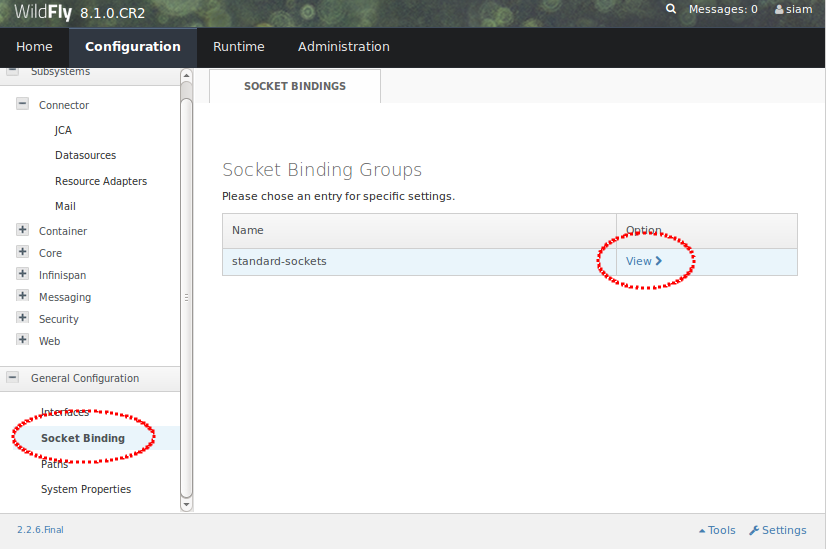 WildFly 8.1.0.CR2
Messages: 0 siam
Home Configuration Runtime Administration
Subsystems
Connector
JCA
Datasources
Resource Adapters
Mail
Container
Core
Infinispan
Messaging
Security
Web
General Configuration
Interfaces
Socket Binding
Paths
System Properties
SOCKET BINDINGS
Socket Binding Groups
Please chose an entry for specific settings.
Name Option
standard-sockets View
2.2.6.Final
Tools Settings